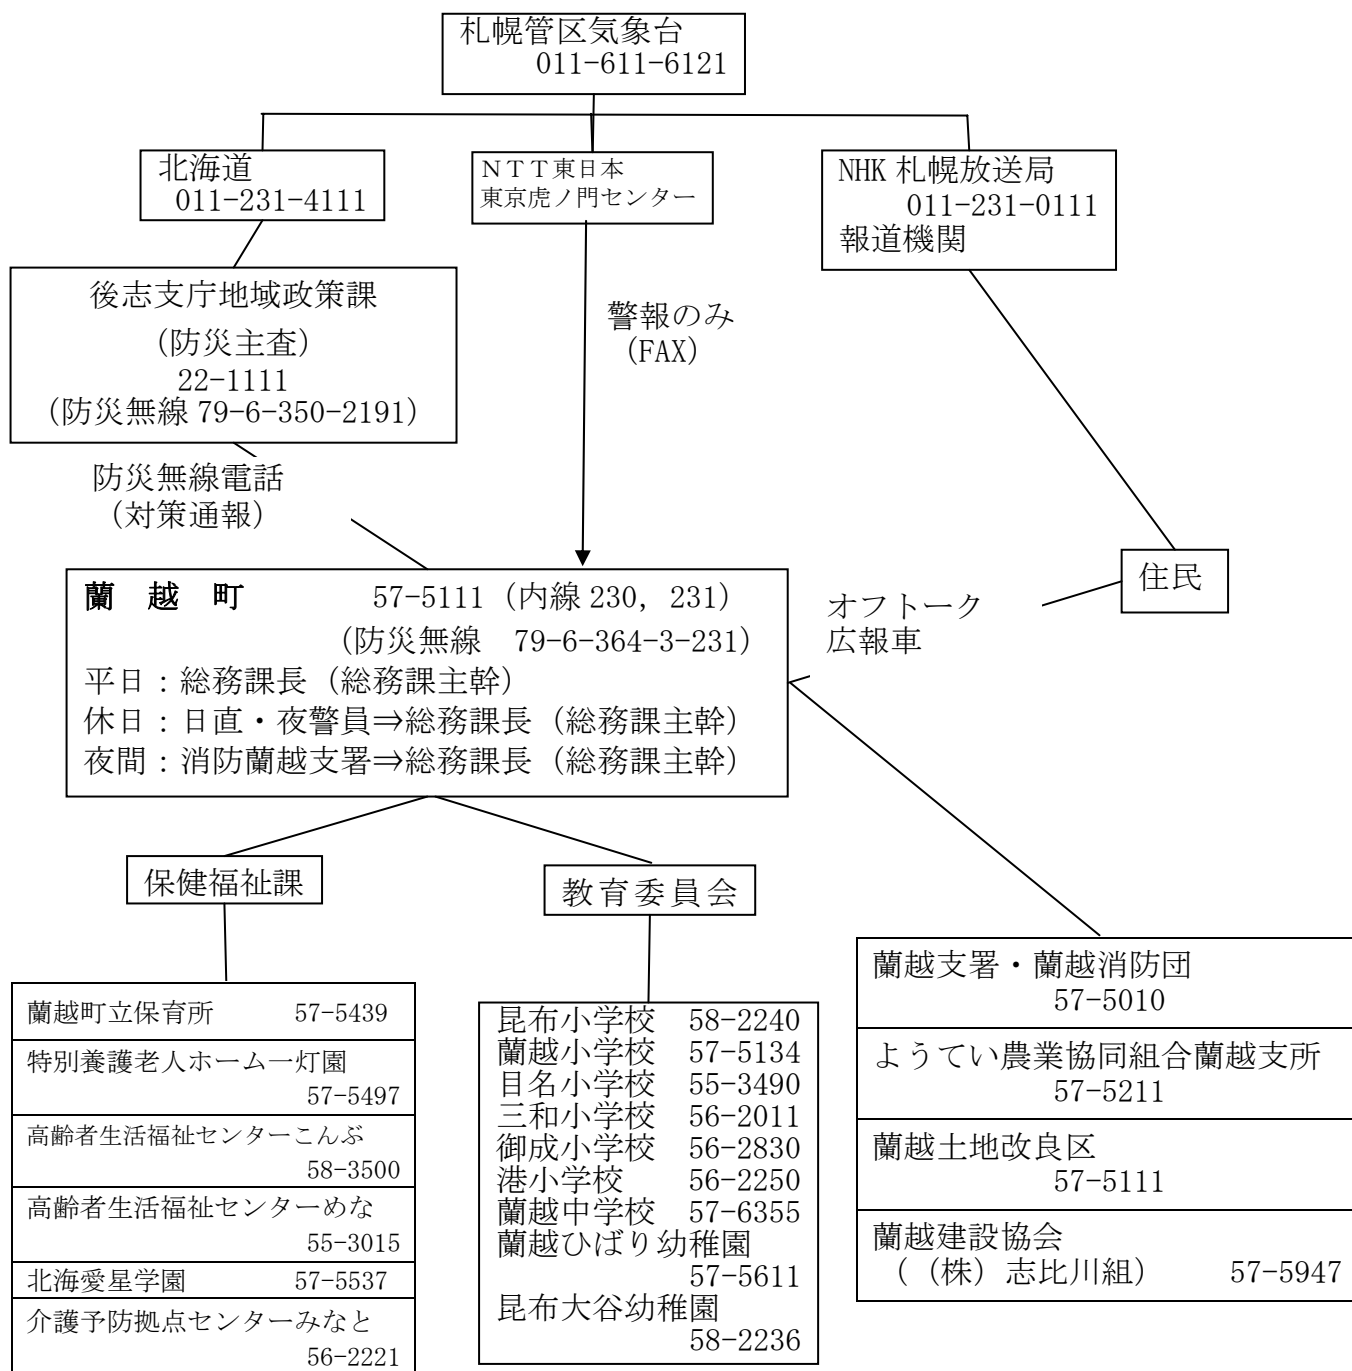 札幌管区気象台
011-611-6121
北海道
011-231-4111
ＮＴＴ東日本
東京虎ノ門センター
NHK 札幌放送局
011-231-0111
報道機関
後志支庁地域政策課
（防災主査）
22-1111
（防災無線 79-6-350-2191）
警報のみ
（FAX）
防災無線電話
（対策通報）
蘭　越　町　57-5111（内線 230, 231）
（防災無線　79-6-364-3-231）
平日：総務課長（総務課主幹）
休日：日直・夜警員⇒総務課長（総務課主幹）
夜間：消防蘭越支署⇒総務課長（総務課主幹）
オフトーク
広報車
住民
保健福祉課
教育委員会
蘭越町立保育所　57-5439
特別養護老人ホーム一灯園
57-5497
高齢者生活福祉センターこんぶ
58-3500
高齢者生活福祉センターめな
55-3015
北海愛星学園　57-5537
介護予防拠点センターみなと
56-2221
昆布小学校　58-2240
蘭越小学校　57-5134
目名小学校　55-3490
三和小学校　56-2011
御成小学校　56-2830
港小学校　56-2250
蘭越中学校　57-6355
蘭越ひばり幼稚園
57-5611
昆布大谷幼稚園
58-2236
蘭越支署・蘭越消防団
57-5010
ようてい農業協同組合蘭越支所
57-5211
蘭越土地改良区
57-5111
蘭越建設協会
（（株）志比川組）　57-5947